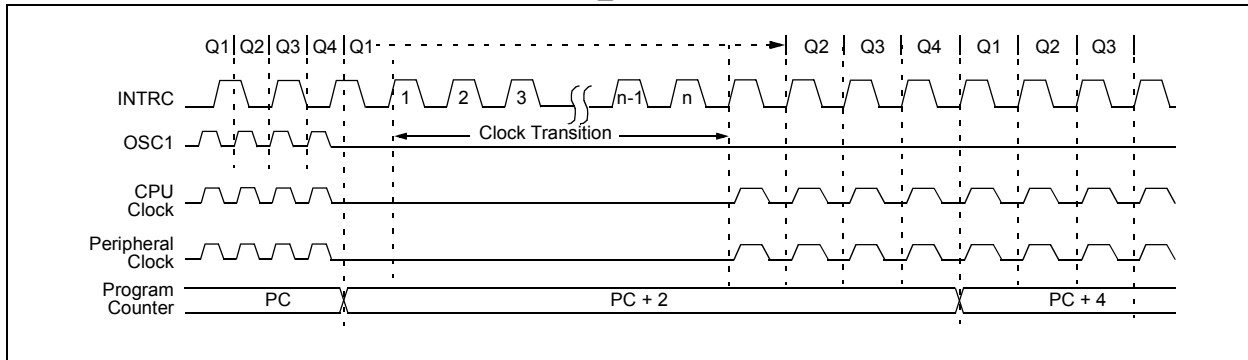 Q1 Q2 Q3 Q4 Q1 Q2 Q3 Q4 Q1 Q2 Q3
INTRC 1 2 3 n-1 n
Clock Transition
OSC1
CPU
Clock
Peripheral
Clock
Program
Counter
PC PC + 2 PC + 4